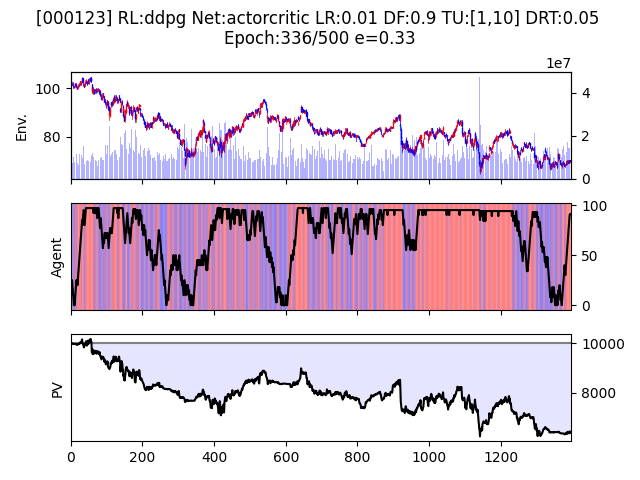 [000123] RL:ddpg Net:actorcritic LR:0.01 DF:0.9 TU:[1,10] DRT:0.05
Epoch:336/500 e=0.33
1e7
100
80
Env.
4
2
0
Agent
100
50
0
PV
10000
8000
0 200 400 600 800 1000 1200